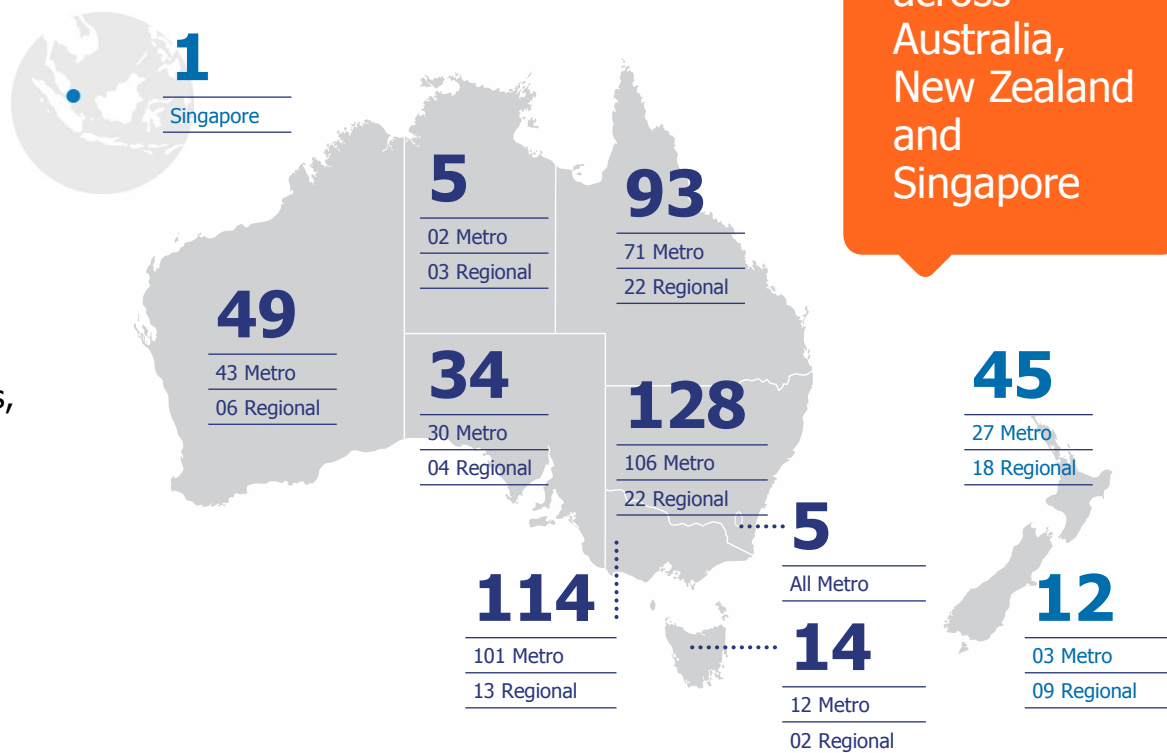 across
Australia,
New Zealand
and
Singapore
1
Singapore
5
02 Metro
03 Regional
93
71 Metro
22 Regional
49
43 Metro
06 Regional
34
30 Metro
04 Regional
128
106 Metro
22 Regional
45
27 Metro
18 Regional
5
All Metro
114
101 Metro
13 Regional
14
12 Metro
02 Regional
12
03 Metro
09 Regional